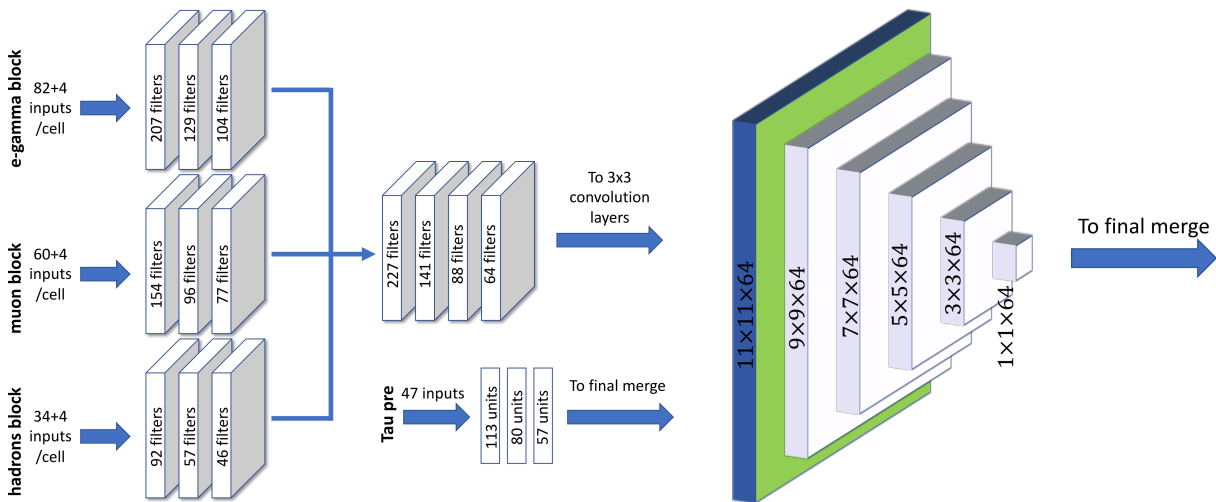 e-gamma block
82+4
inputs
/cell
207 filters
129 filters
104 filters
muon block
60+4
inputs
/cell
154 filters
96 filters
77 filters
hadrons block
34+4
inputs
/cell
92 filters
57 filters
46 filters
227 filters
141 filters
88 filters
64 filters
To 3x3
convolution
layers
Tau pre
47 inputs
113 units
80 units
57 units
To final merge
11×11×64
9×9×64
7×7×64
5×5×64
3×3×64
1×1×64
To final merge